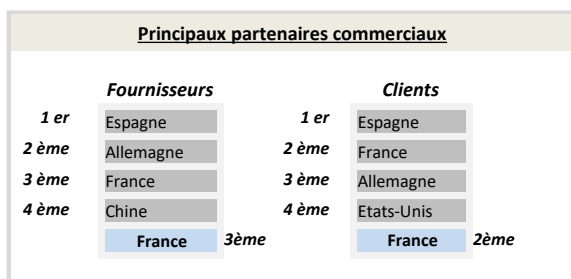 Principaux partenaires commerciaux
Fournisseurs Clients
1 er Espagne 1 er Espagne
2 ème Allemagne 2 ème France
3 ème France 3 ème Allemagne
4 ème Chine 4 ème Etats-Unis
France 3ème France 2ème